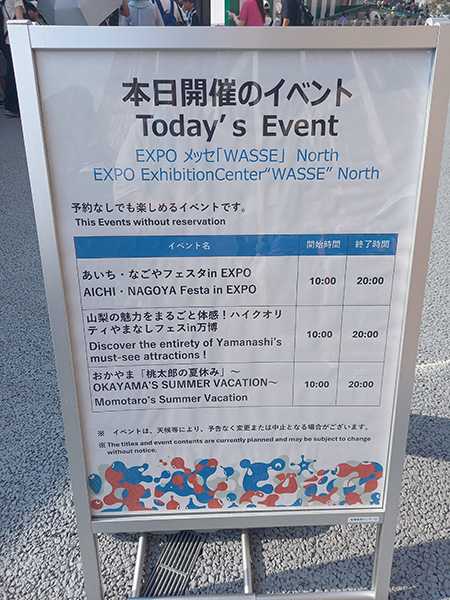 本日開催のイベント
Today's Event
EXPO メッセ「WASSE」 North
EXPO ExhibitionCenter"WASSE" North
予約なしでも楽しめるイベントです。
This Events without reservation
イベント名 開始時間 終了時間
あいち・なごやフェスタin EXPO
AICHI・NAGOYA Festa in EXPO
10:00 20:00
山梨の魅力をまるごと体感！ハイクオ
リティやまなしフェスin万博
Discover the entirety of Yamanashi's
must-see attractions！
10:00 20:00
おかやま「桃太郎の夏休み」～
OKAYAMA'S SUMMER VACATION～
Momotaro's Summer Vacation
10:00 20:00
※ イベントは、天候等により、予告なく変更または中止となる場合がございます。
※ The titles and event contents are currently planned and may be subject to change
without notice.